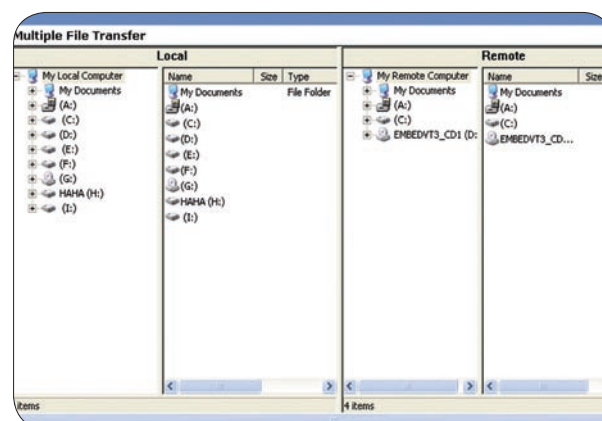 Multiple File Transfer
Local
My Local Computer
My Documents
(A:)
(C:)
(D:)
(E:)
(F:)
(G:)
HAHA (H:)
(I:)
Name Size Type
My Documents File Folder
(A:)
(C:)
(D:)
(E:)
(F:)
(G:)
HAHA (H:)
(I:)
items
Remote
My Remote Computer
My Documents
(A:)
(C:)
EMBEDVT3_CD1 (D:
Name Size
My Documents
(A:)
(C:)
EMBEDVT3_CD...
4 items